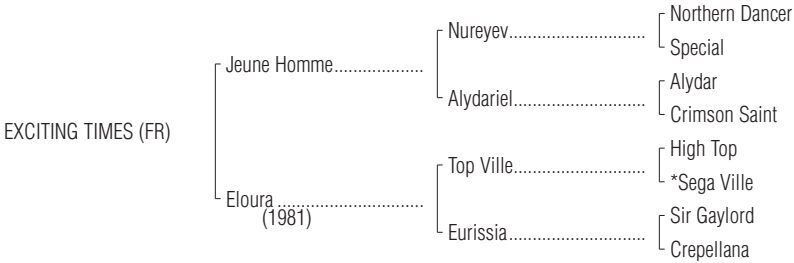 Northern Dancer
Nureyev
Special
Jeune Homme
Alydar
Alydariel
Crimson Saint
EXCITING TIMES (FR)
High Top
Top Ville
*Sega Ville
Eloura
(1981)
Sir Gaylord
Eurissia
Crepellana